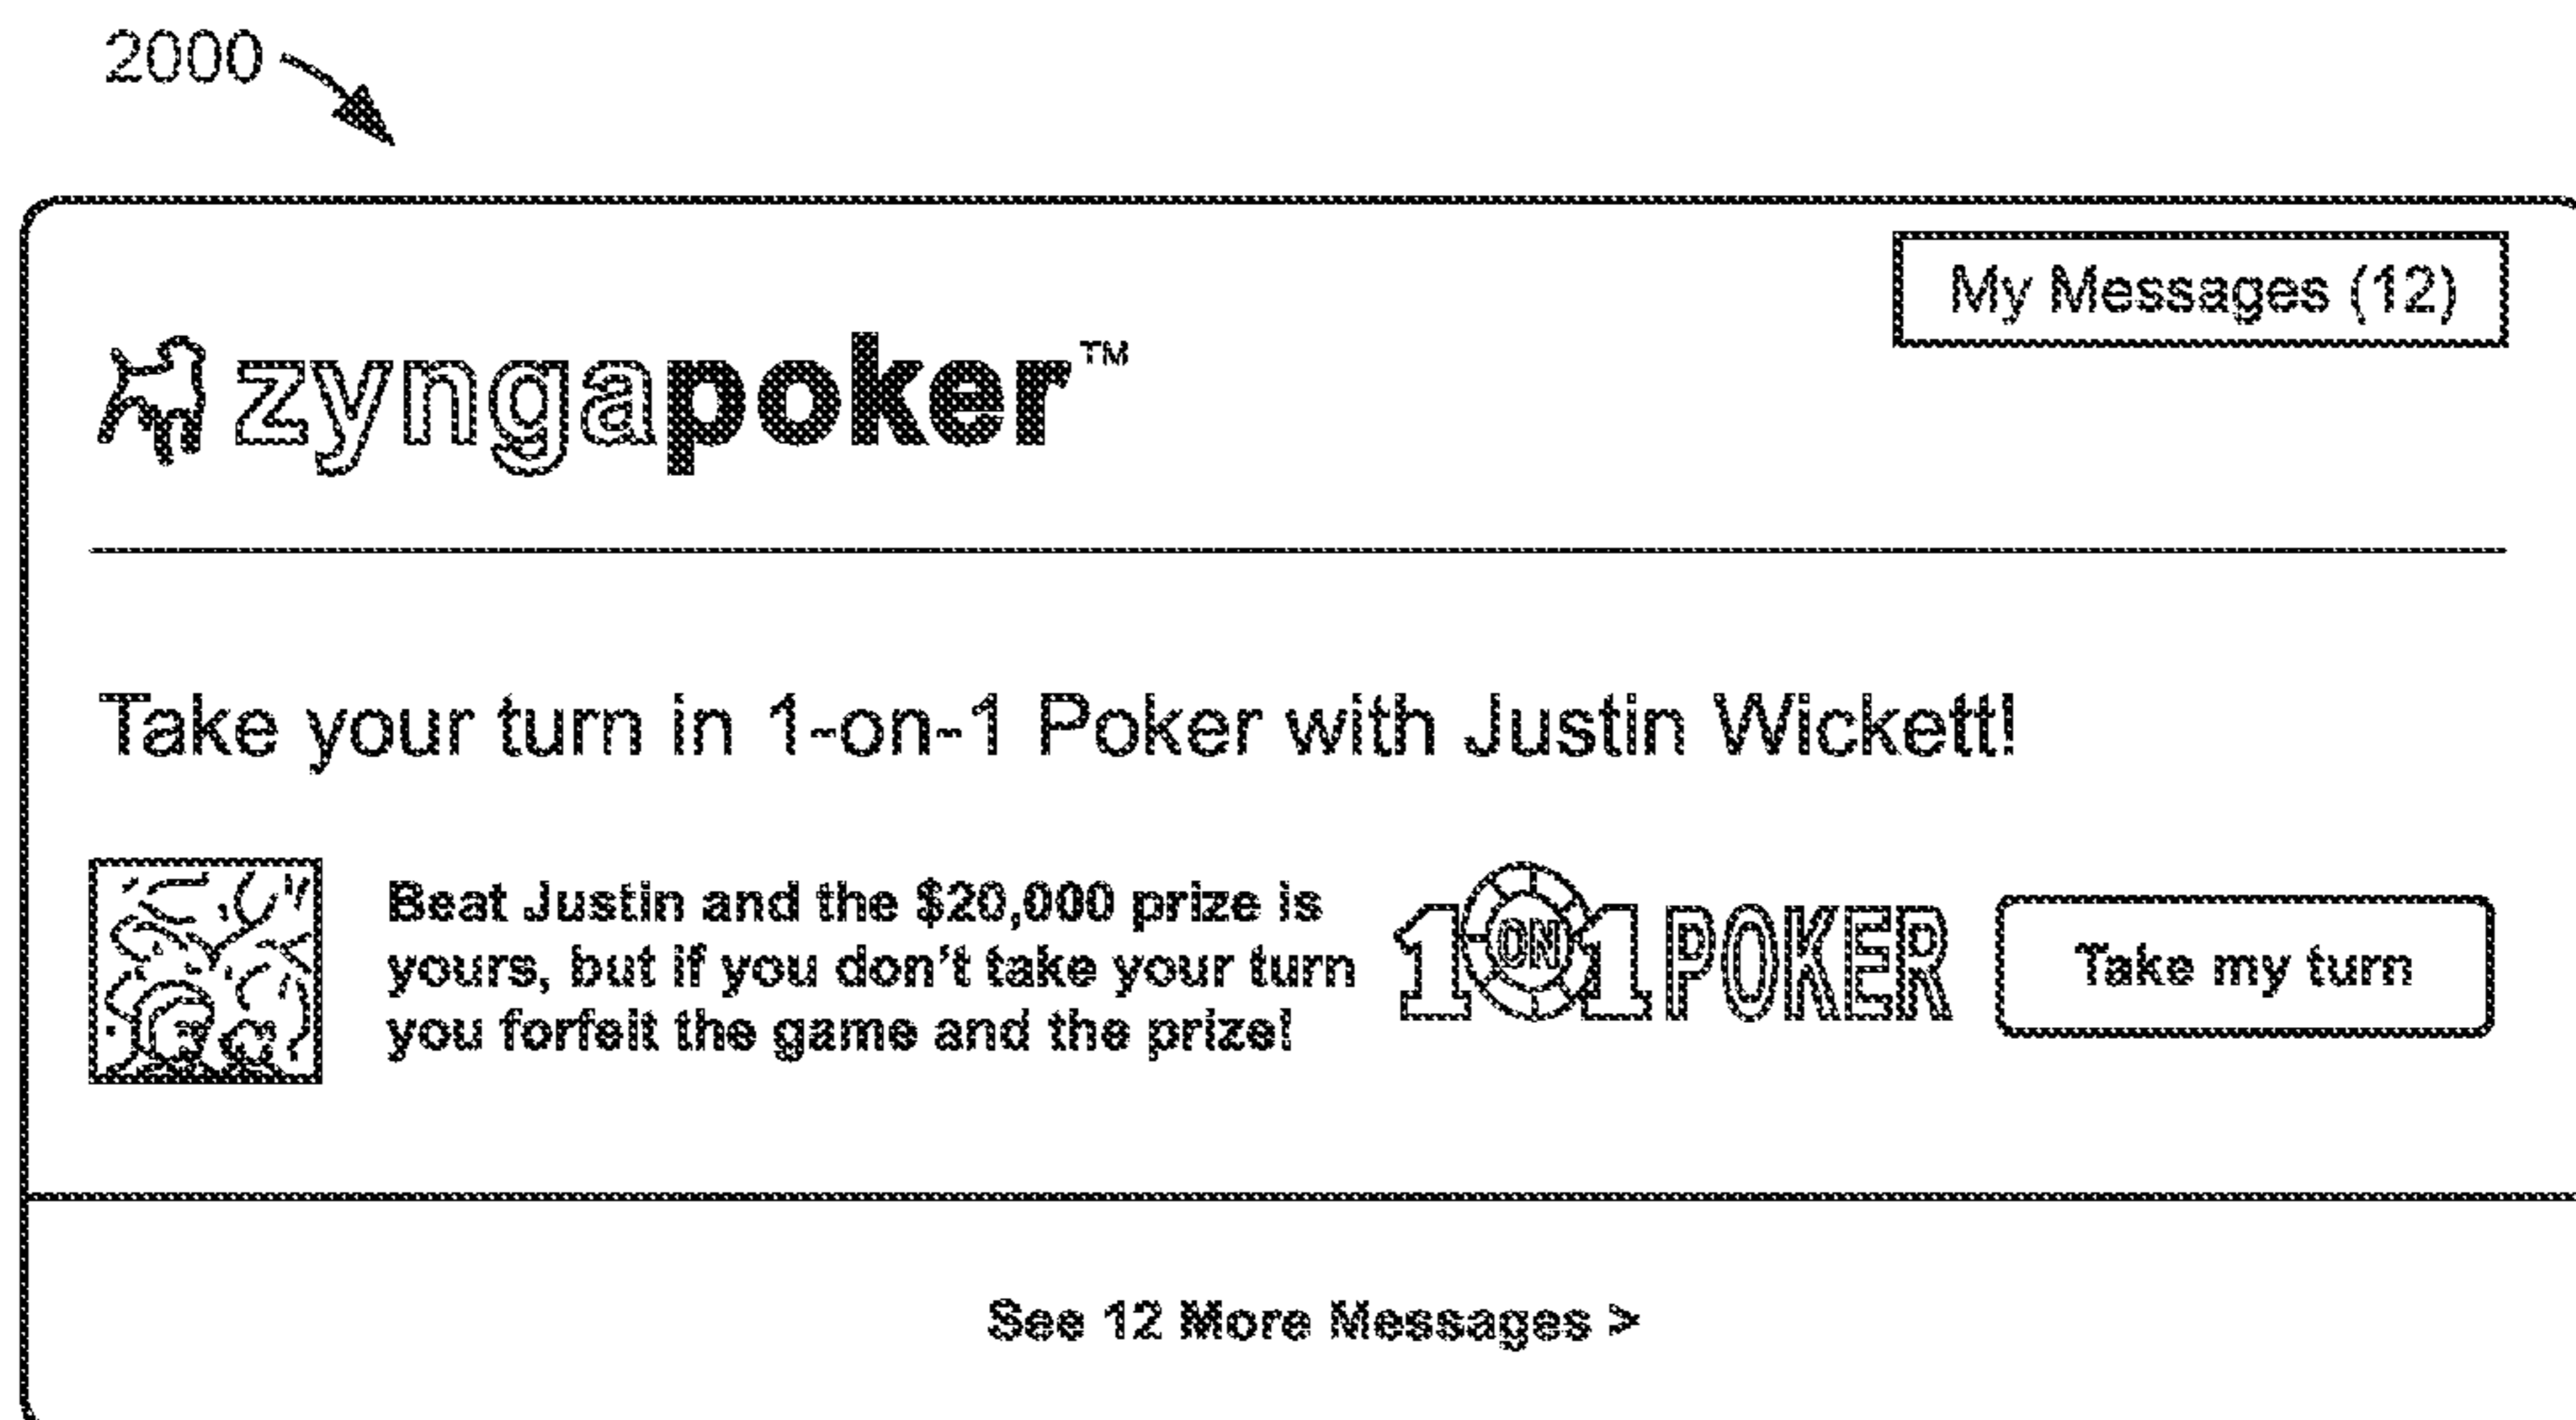 2000
My Messages (12)
zyngapoker™
Take your turn in 1-on-1 Poker with Justin Wickett!
Beat Justin and the $20,000 prize is
yours, but if you don't take your turn
you forfeit the game and the prize!
1 ON 1 POKER
Take my turn
See 12 More Messages >